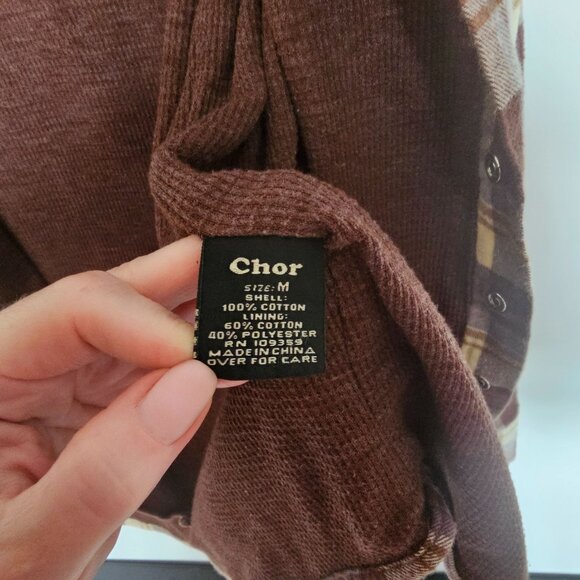 Chor
SIZE: M
SHELL:
100% COTTON
LINING:
60% COTTON
40% POLYESTER
RN 109359
MADE IN CHINA
OVER FOR CARE